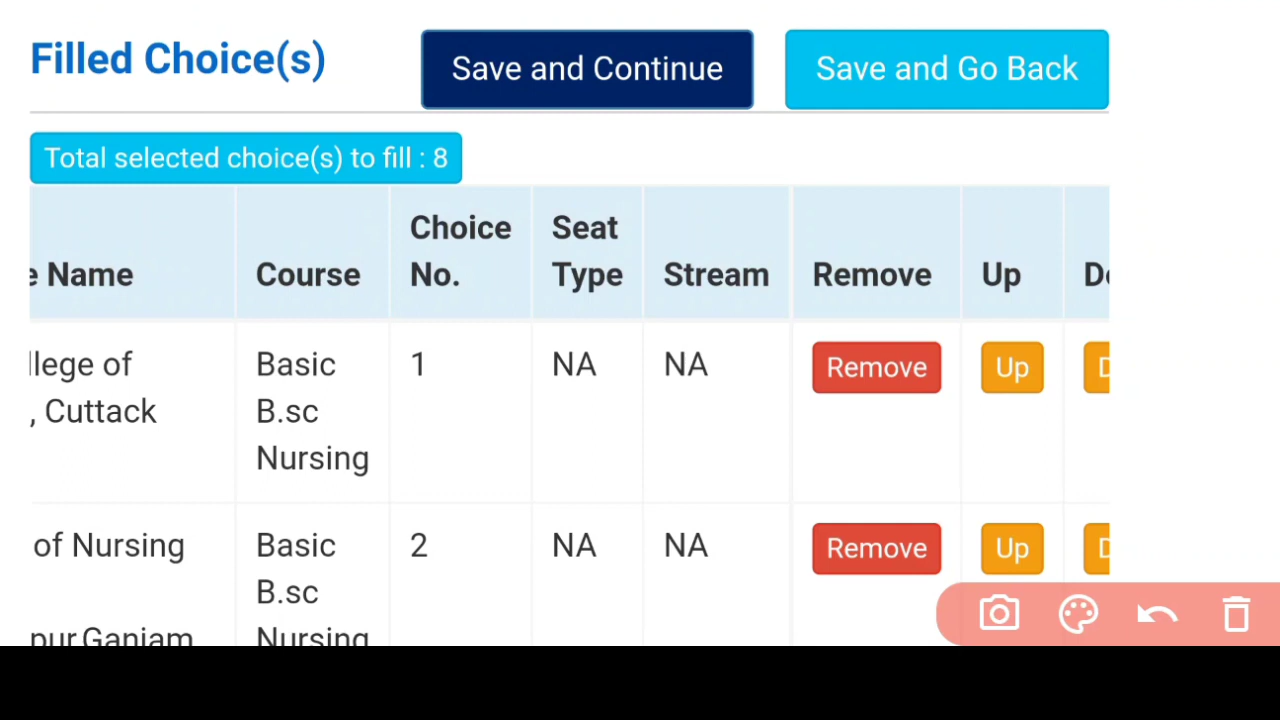 Filled Choice(s)
Save and Continue
Save and Go Back
Total selected choice(s) to fill : 8
Name
Course
Choice
No.
Seat
Type
Stream
Remove
Up
llege of
, Cuttack
Basic
B.sc
Nursing
1
NA
NA
Remove
Up
D
of Nursing
pur,Ganjam
Basic
B.sc
Nursing
2
NA
NA
Remove
Up
D